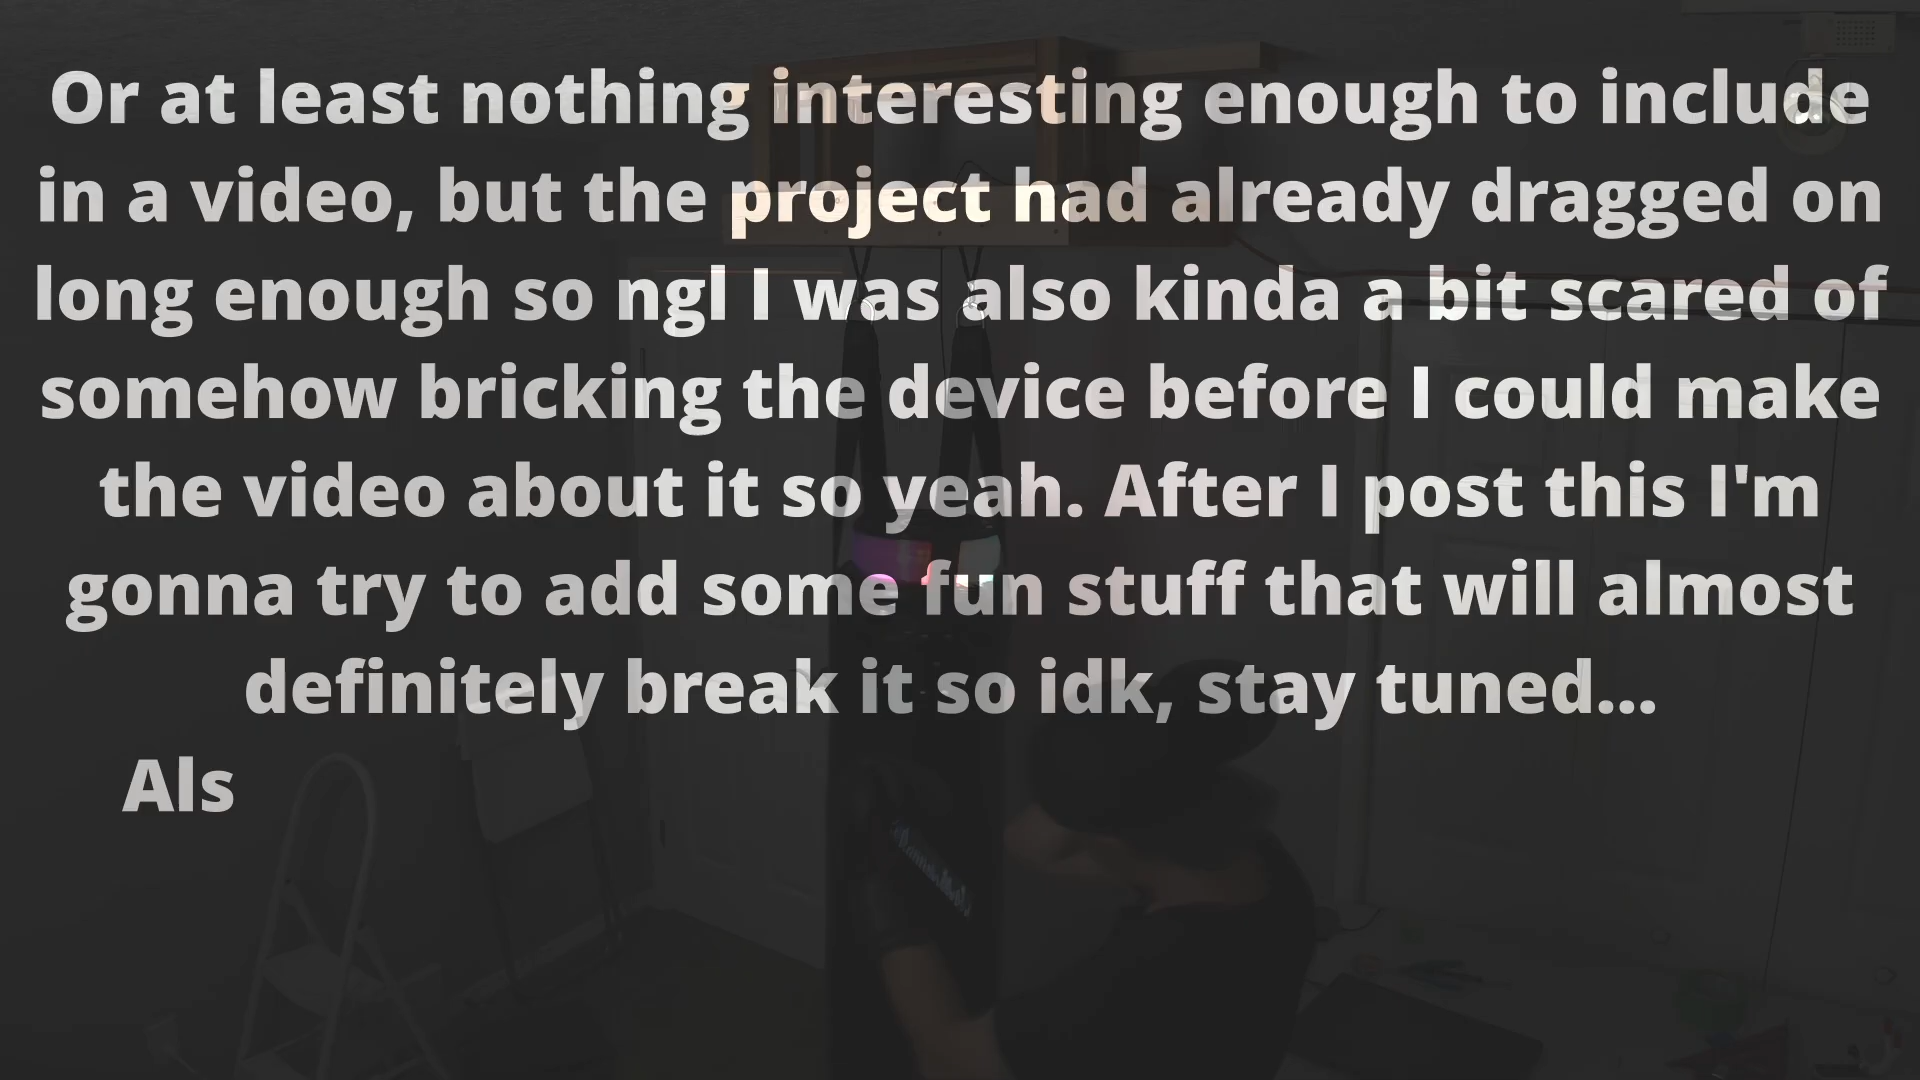 Or at least nothing interesting enough to include
in a video, but the project had already dragged on
long enough so ngl I was also kinda a bit scared of
somehow bricking the device before I could make
the video about it so yeah. After I post this I'm
gonna try to add some fun stuff that will almost
definitely break it so idk, stay tuned...
Als